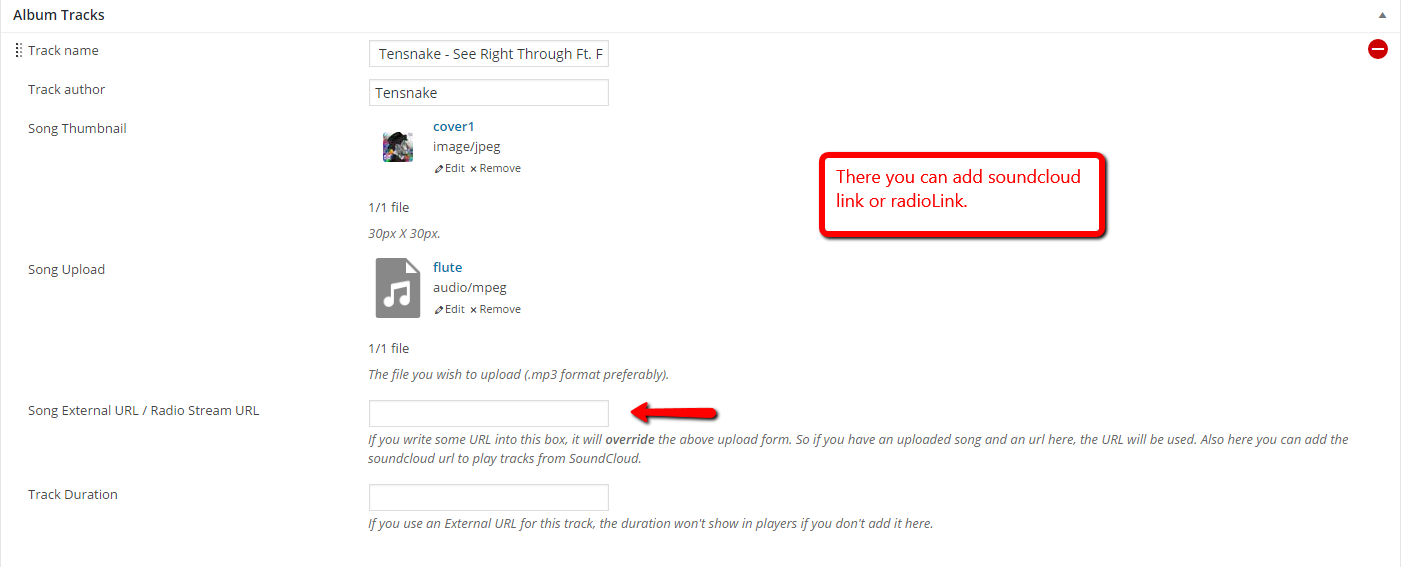 Album Tracks
Track name
Tensnake - See Right Through Ft. F
Track author
Tensnake
Song Thumbnail
cover1
image/jpeg
Edit × Remove
1/1 file
30px X 30px.
There you can add soundcloud
link or radioLink.
Song Upload
flute
audio/mpeg
Edit × Remove
1/1 file
The file you wish to upload (.mp3 format preferably).
Song External URL / Radio Stream URL
If you write some URL into this box, it will override the above upload form. So if you have an uploaded song and an url here, the URL will be used. Also here you can add the
soundcloud url to play tracks from SoundCloud.
Track Duration
If you use an External URL for this track, the duration won't show in players if you don't add it here.